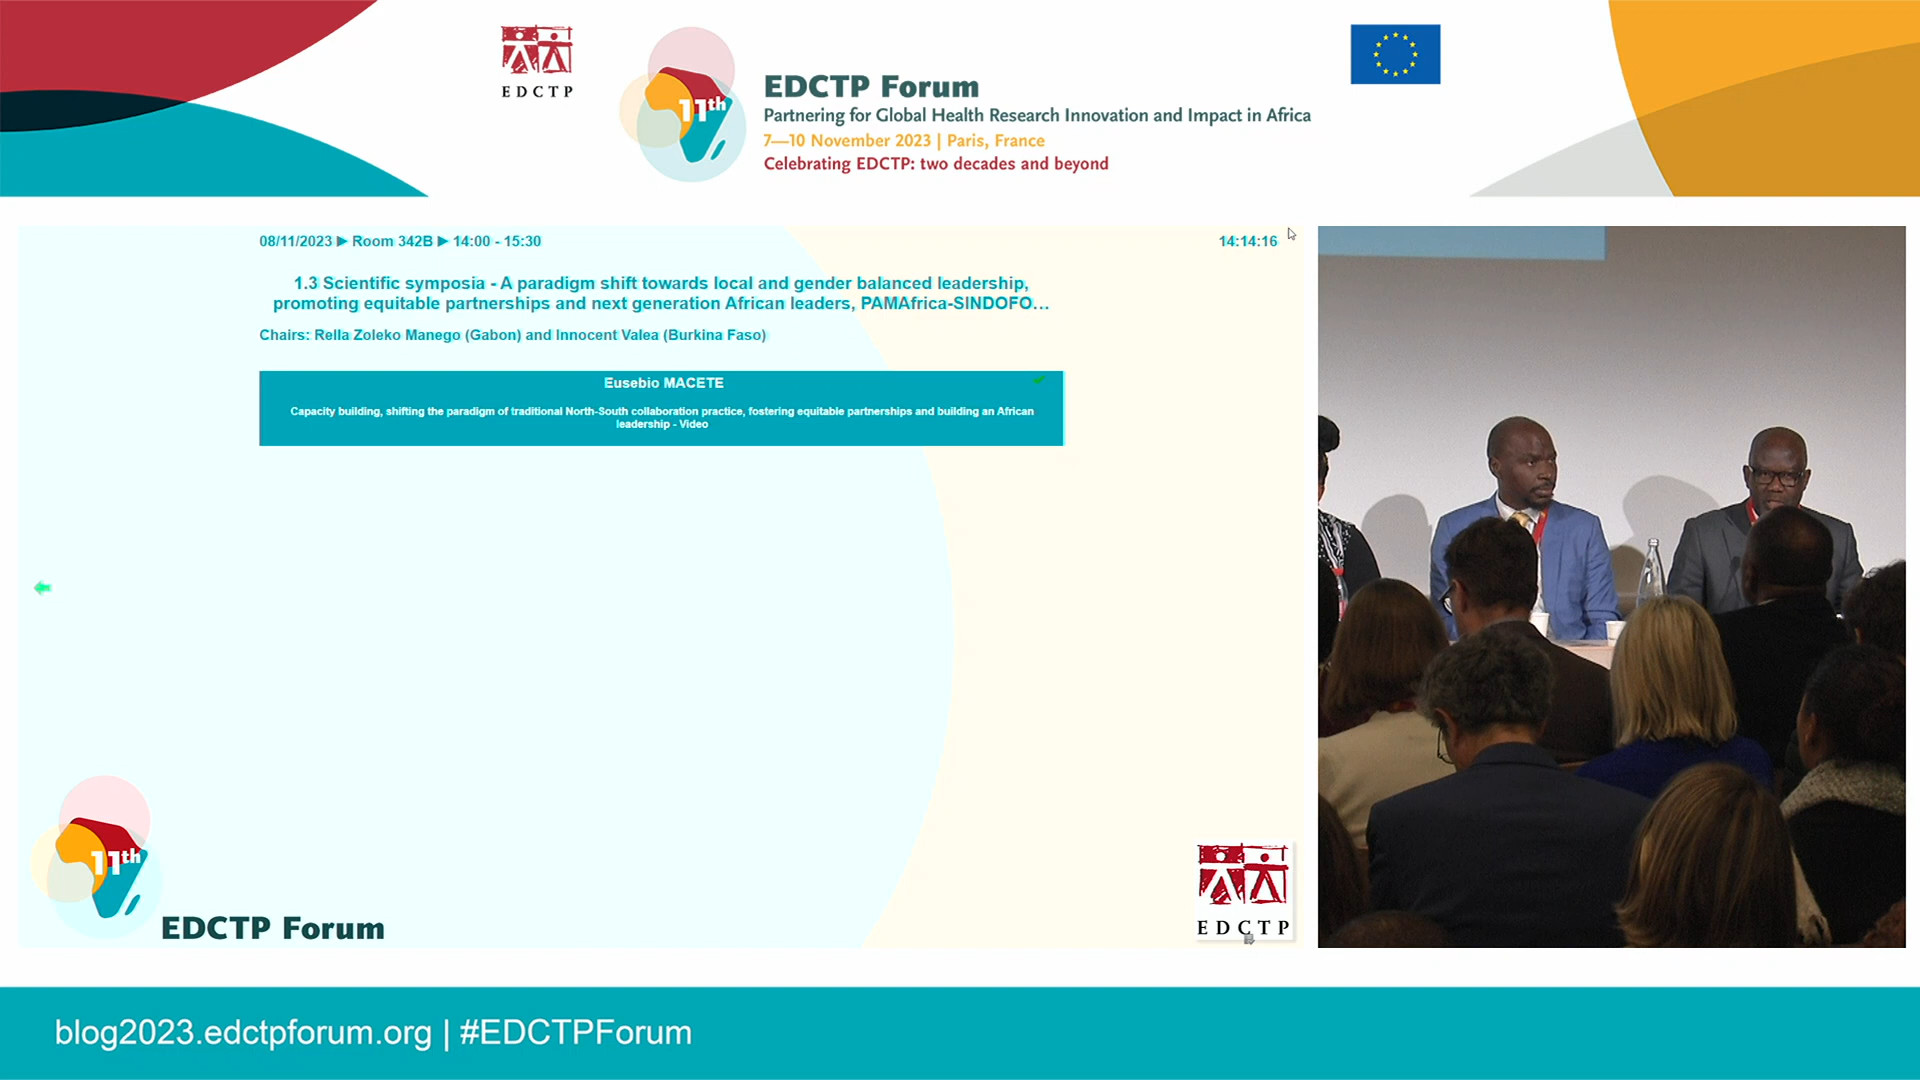 EDCTP
11th
EDCTP Forum
Partnering for Global Health Research Innovation and Impact in Africa
7—10 November 2023 | Paris, France
Celebrating EDCTP: two decades and beyond
08/11/2023 ▶ Room 342B ▶ 14:00 - 15:30
14:14:16
1.3 Scientific symposia - A paradigm shift towards local and gender balanced leadership,
promoting equitable partnerships and next generation African leaders, PAMAfrica-SINDOFO...
Chairs: Rella Zoleko Manego (Gabon) and Innocent Valea (Burkina Faso)
Eusebio MACETE
Capacity building, shifting the paradigm of traditional North-South collaboration practice, fostering equitable partnerships and building an African
leadership - Video
11th
EDCTP Forum
EDCTP
blog2023.edctpforum.org | #EDCTPForum